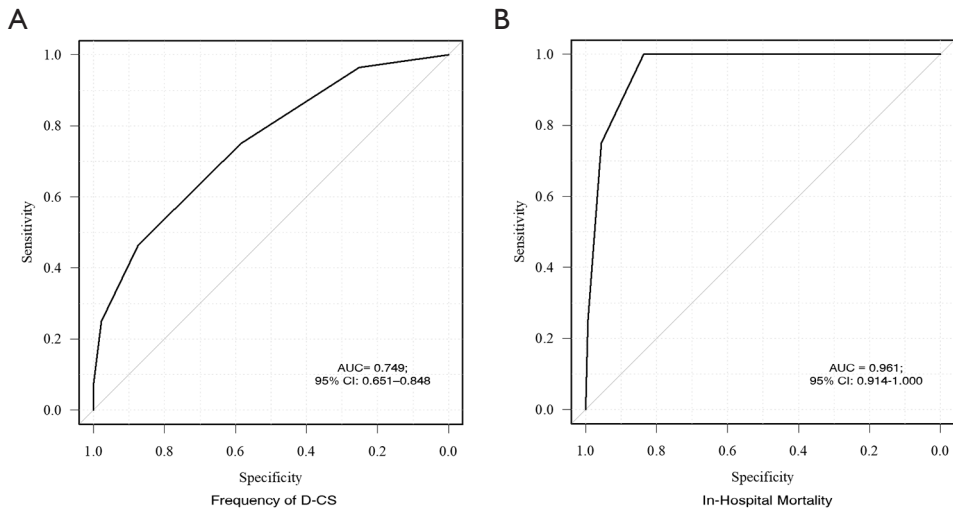 A
1.0
0.8
0.6
0.4
0.2
0.0
Sensitivity
AUC= 0.749;
95% CI: 0.651–0.848
1.0 0.8 0.6 0.4 0.2 0.0
Specificity
Frequency of D-CS
B
1.0
0.8
0.6
0.4
0.2
0.0
Sensitivity
AUC = 0.961;
95% CI: 0.914-1.000
1.0 0.8 0.6 0.4 0.2 0.0
Specificity
In-Hospital Mortality